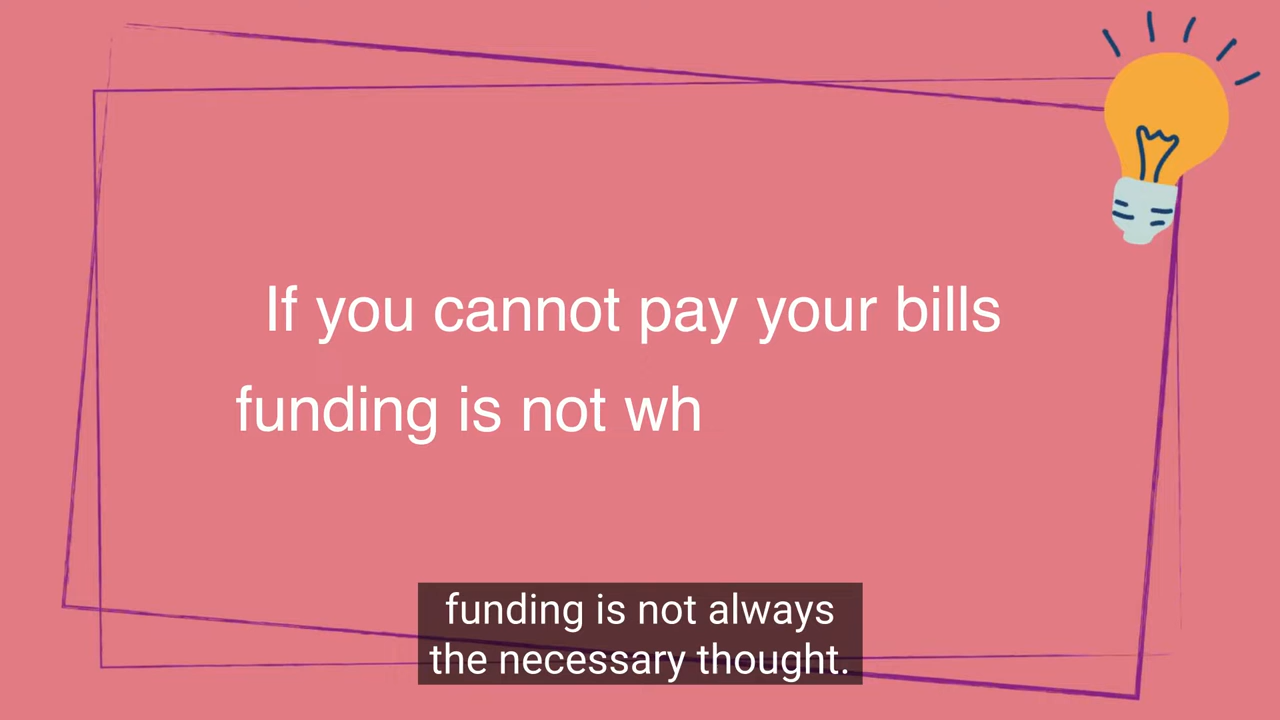 If you cannot pay your bills
funding is not wh
funding is not always
the necessary thought.